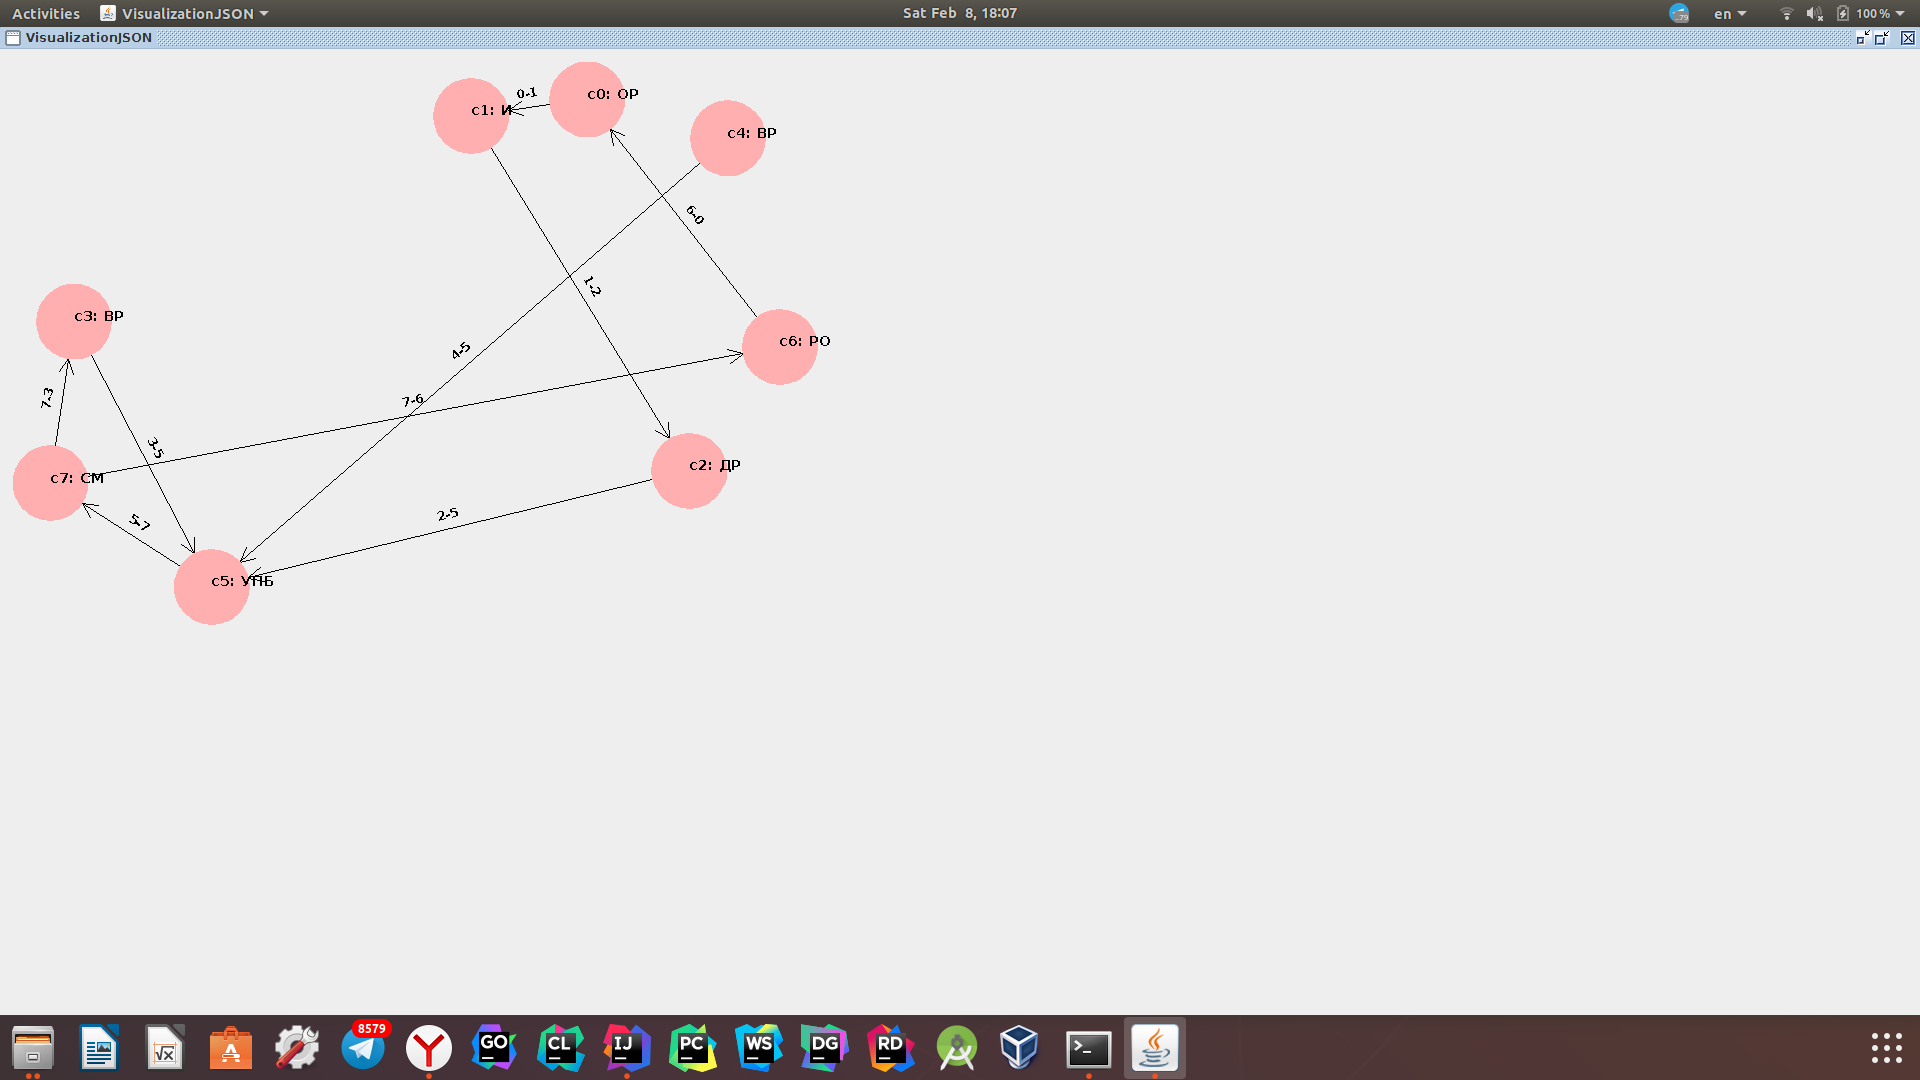 Activities
VisualizationJSON
Sat Feb 8, 18:07
79
en
100 %
VisualizationJSON
c1: И
0-1
c0: ОР
c4: ВР
6-0
1-2
c3: ВР
c6: РО
4-5
7-3
7-6
3-5
c7: СМ
c2: ДР
5-7
2-5
c5: УПБ
8579
GO
CL
IJ
PC
WS
DG
RD
>_